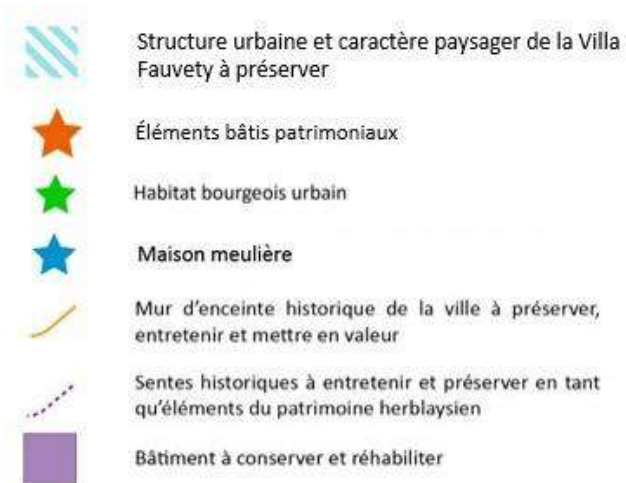 Structure urbaine et caractère paysager de la Villa
Fauvety à préserver
Éléments bâtis patrimoniaux
Habitat bourgeois urbain
Maison meulière
Mur d'enceinte historique de la ville à préserver,
entretenir et mettre en valeur
Sentes historiques à entretenir et préserver en tant
qu'éléments du patrimoine herblaysien
Bâtiment à conserver et réhabiliter